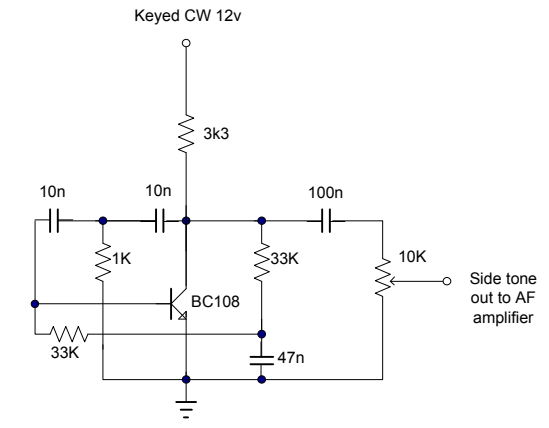 Keyed CW 12v
3k3
10n
10n
100n
1K
33K
10K
BC108
Side tone
out to AF
amplifier
33K
47n